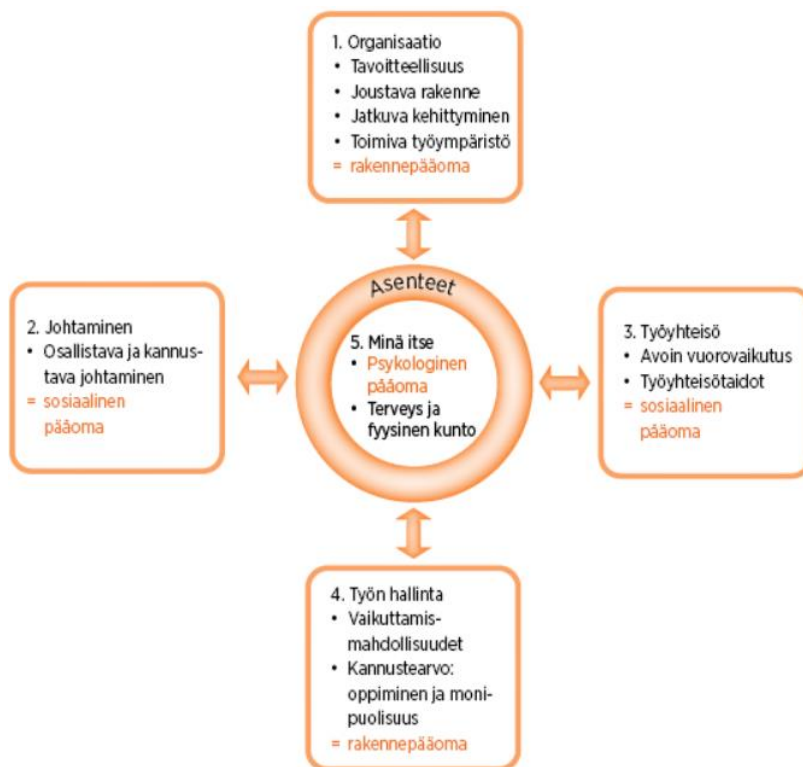 1. Organisaatio
• Tavoitteellisuus
• Joustava rakenne
• Jatkuva kehittyminen
• Toimiva työympäristö
= rakennepääoma
2. Johtaminen
• Osallistava ja kannus-
tava johtaminen
= sosiaalinen
pääoma
Asenteet
5. Minä itse
• Psykologinen
pääoma
• Terveys ja
fyysinen kunto
3. Työyhteisö
• Avoin vuorovaikutus
• Työyhteisötaidot
= sosiaalinen
pääoma
4. Työn hallinta
• Vaikuttamis-
mahdollisuudet
• Kannustearvo:
oppiminen ja moni-
puolisuus
= rakennepääoma